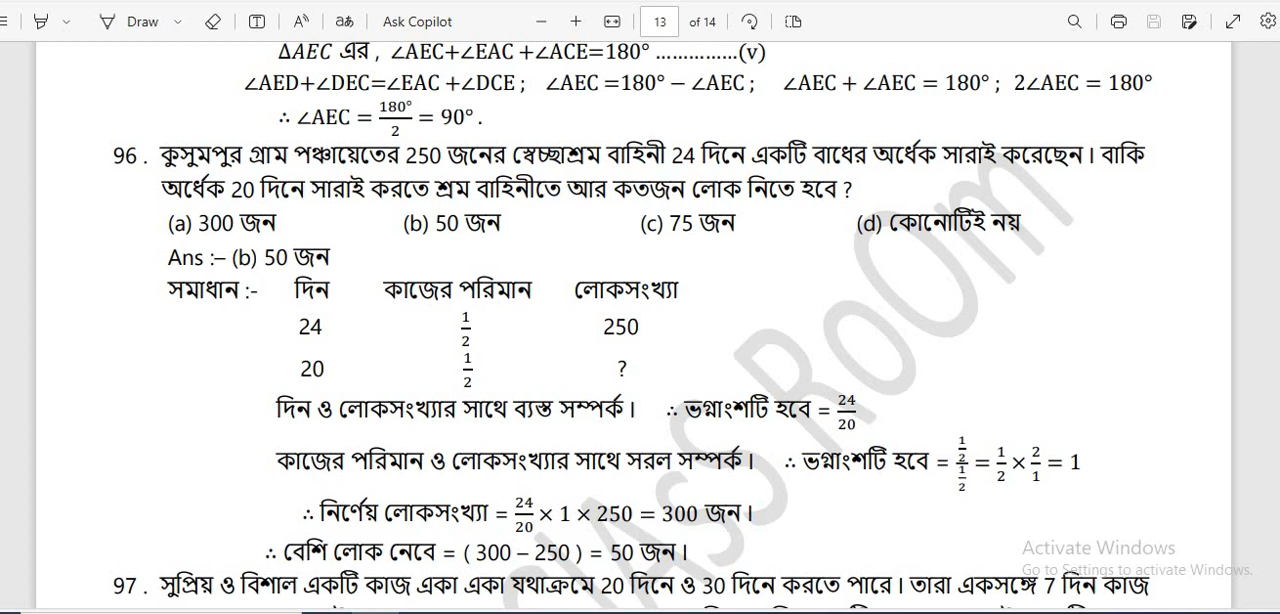 Draw Ask Copilot 13 of 14
ΔAEC এর, ∠AEC+∠EAC +∠ACE=180° ...............(v)
∠AED+∠DEC=∠EAC +∠DCE ; ∠AEC =180° − ∠AEC ; ∠AEC + ∠AEC = 180° ; 2∠AEC = 180°
∴ ∠AEC = 180°/2 = 90° .
96 . কুসুমপুর গ্রাম পঞ্চায়েতের 250 জনের স্বেচ্ছাশ্রম বাহিনী 24 দিনে একটি বাধের অর্ধেক সারাই করেছেন। বাকি
অর্ধেক 20 দিনে সারাই করতে শ্রম বাহিনীতে আর কতজন লোক নিতে হবে ?
(a) 300 জন (b) 50 জন (c) 75 জন (d) কোনোটিই নয়
Ans :– (b) 50 জন
সমাধান :- দিন কাজের পরিমান লোকসংখ্যা
24 1/2 250
20 1/2 ?
দিন ও লোকসংখ্যার সাথে ব্যস্ত সম্পর্ক। ∴ ভগ্নাংশটি হবে = 24/20
কাজের পরিমান ও লোকসংখ্যার সাথে সরল সম্পর্ক। ∴ ভগ্নাংশটি হবে = (1/2)/(1/2) = 1/2 × 2/1 = 1
∴ নির্ণেয় লোকসংখ্যা = 24/20 × 1 × 250 = 300 জন।
∴ বেশি লোক নেবে = ( 300 – 250 ) = 50 জন।
Activate Windows
Go to Settings to activate Windows.
97 . সুপ্রিয় ও বিশাল একটি কাজ একা একা যথাক্রমে 20 দিনে ও 30 দিনে করতে পারে। তারা একসঙ্গে 7 দিন কাজ
ClAsS RoOm